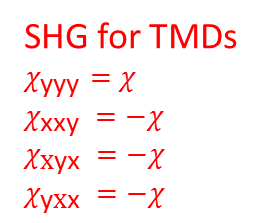 SHG for TMDs
χyyy = χ
χxxy = −χ
χxyx = −χ
χyxx = −χ